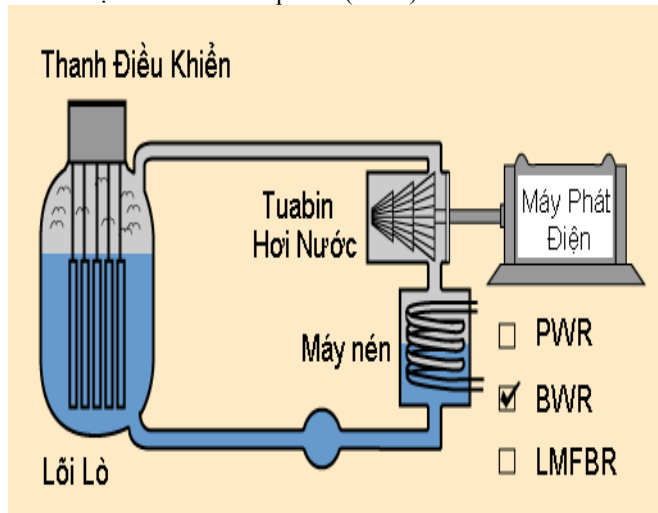 Thanh Điều Khiển
Tuabin
Hơi Nước
Máy Phát
Điện
Máy nén
PWR
BWR
LMFBR
Lõi Lò